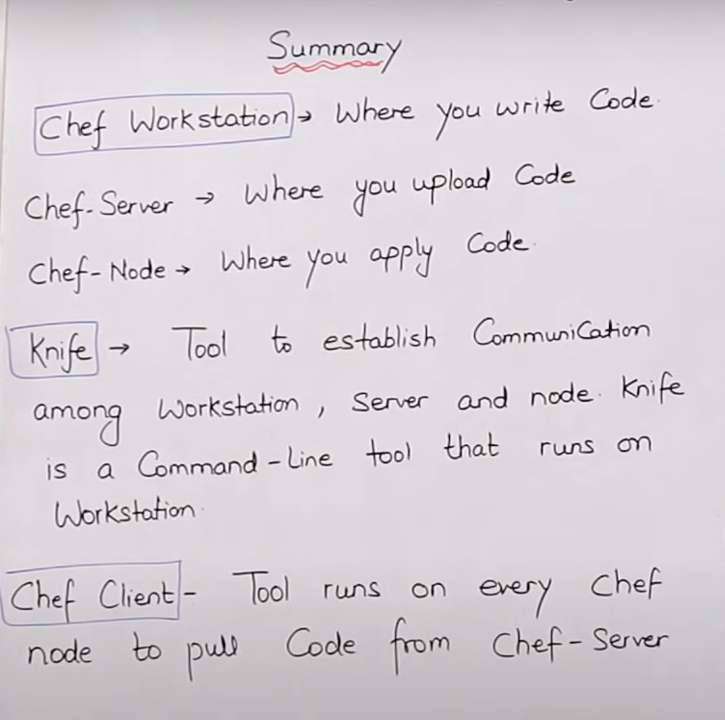 Summary
Chef Workstation → Where you write Code.
Chef-Server → Where you upload Code
Chef-Node → Where you apply Code.
Knife → Tool to establish Communication
among Workstation, Server and node. Knife
is a Command-Line tool that runs on
Workstation.
Chef Client - Tool runs on every Chef
node to pull Code from Chef-Server